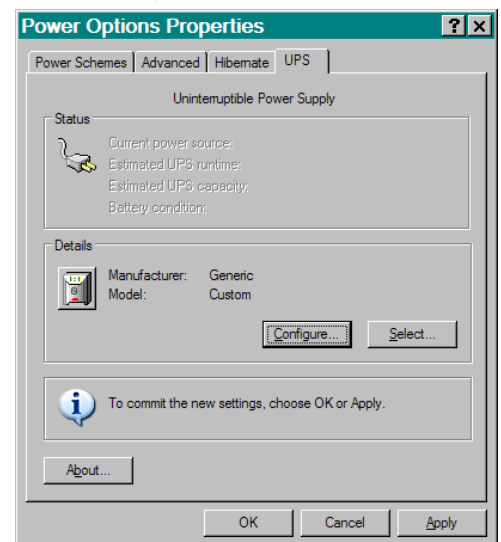 Power Options Properties
Power Schemes Advanced Hibernate UPS
Uninterruptible Power Supply
Status
Current power source:
Estimated UPS runtime:
Estimated UPS capacity:
Battery condition:
Details
Manufacturer: Generic
Model: Custom
Configure... Select...
To commit the new settings, choose OK or Apply.
About...
OK Cancel Apply